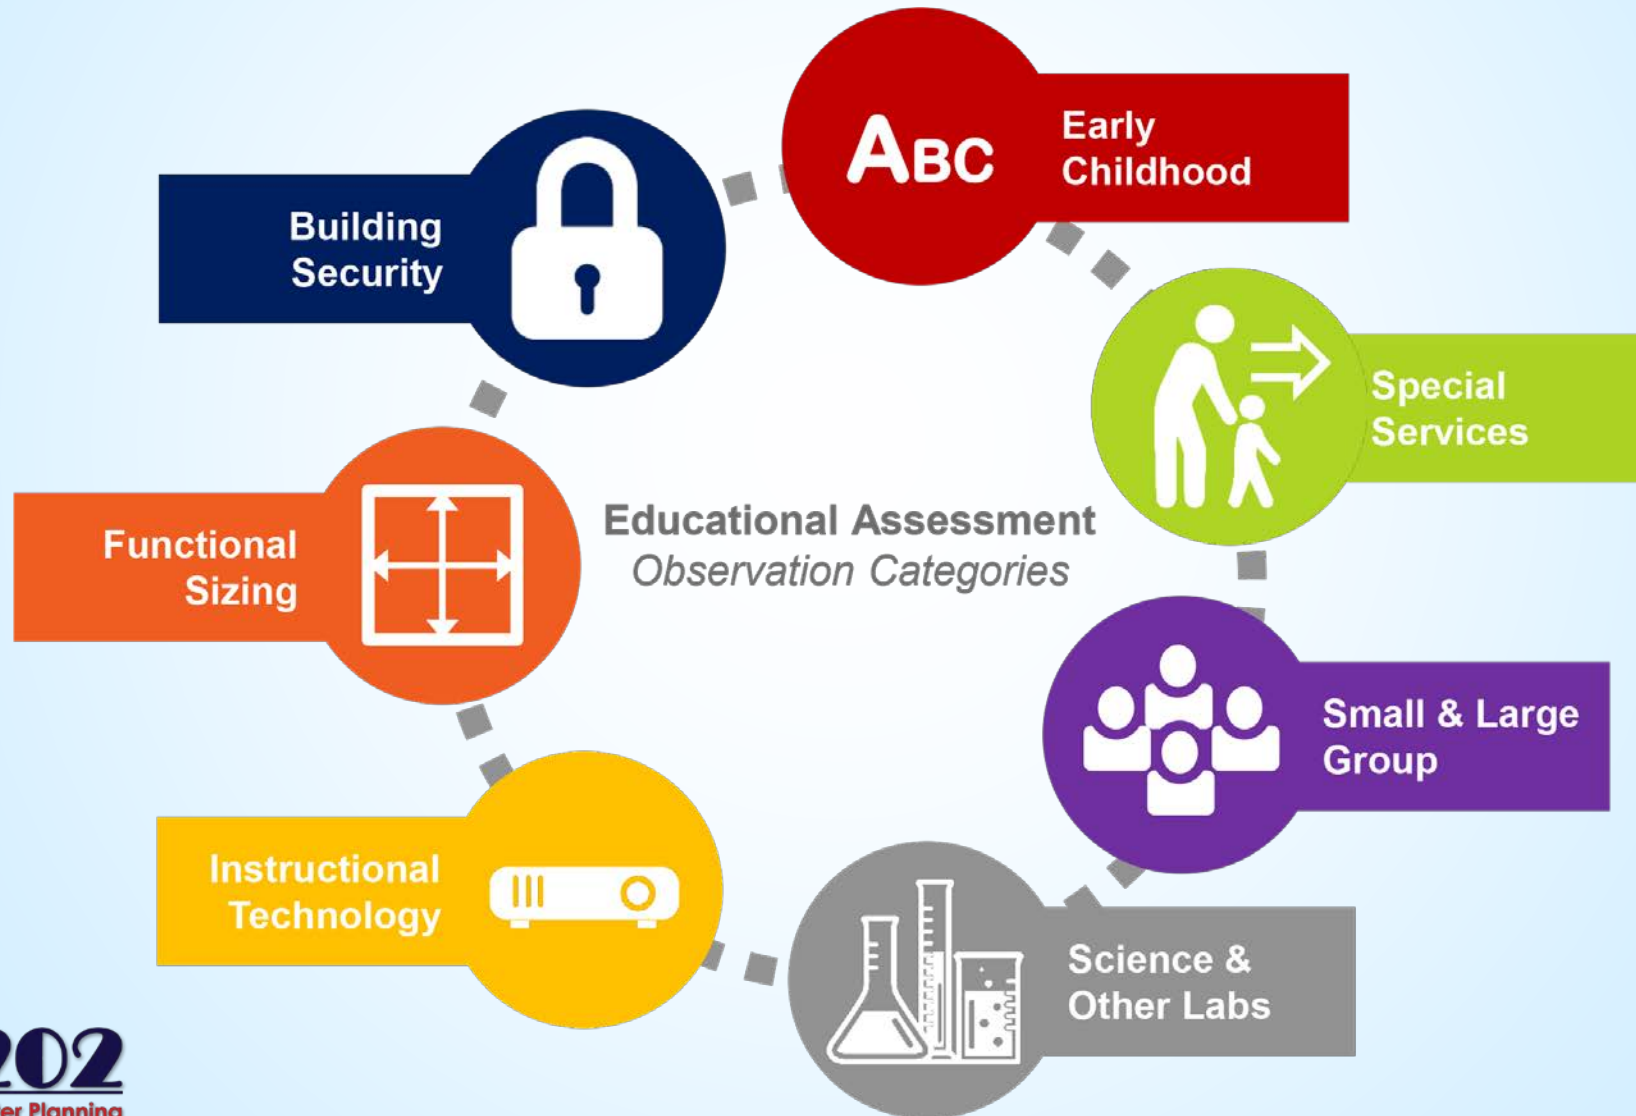 ABC
Early
Childhood
Building
Security
Special
Services
Educational Assessment
Observation Categories
Functional
Sizing
Small & Large
Group
Instructional
Technology
Science &
Other Labs
202
Planning